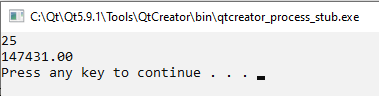 C:\Qt\Qt5.9.1\Tools\QtCreator\bin\qtcreator_process_stub.exe
25
147431.00
Press any key to continue . . .